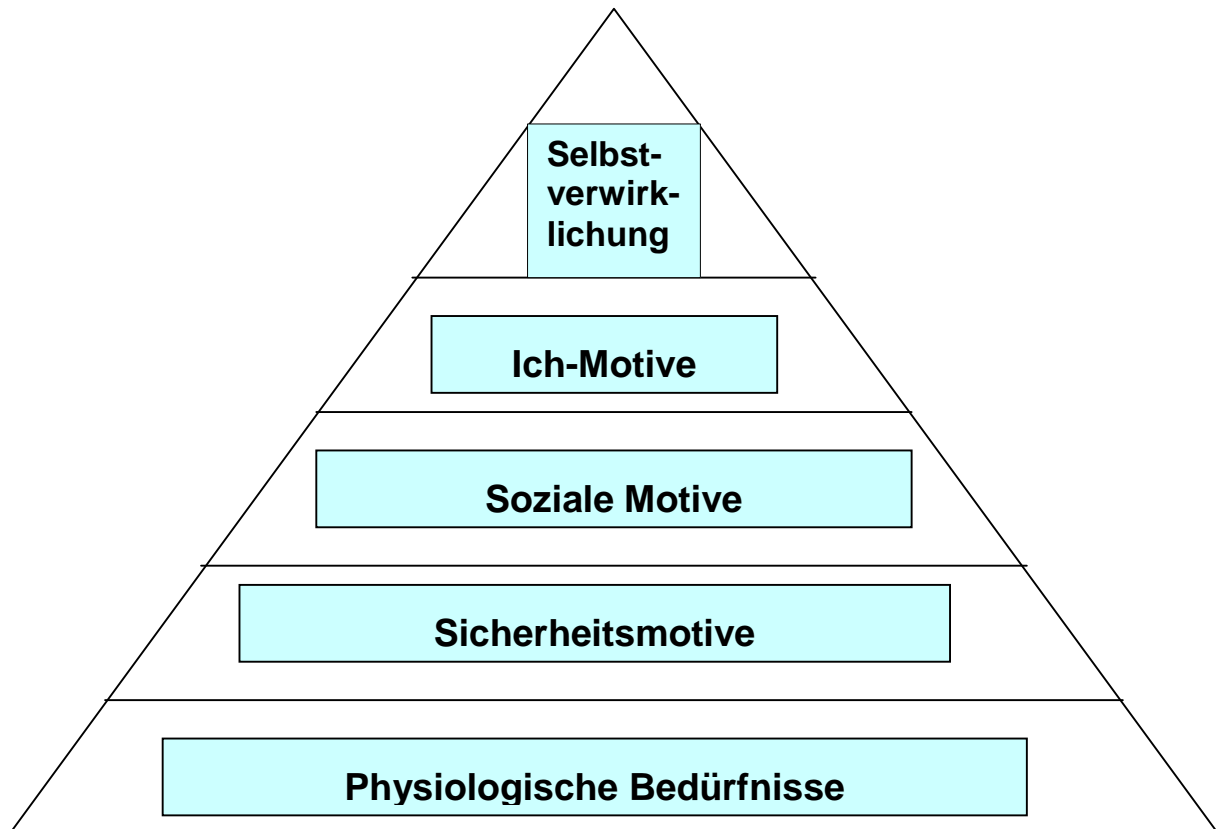 Selbst-
verwirk-
lichung
Ich-Motive
Soziale Motive
Sicherheitsmotive
Physiologische Bedürfnisse